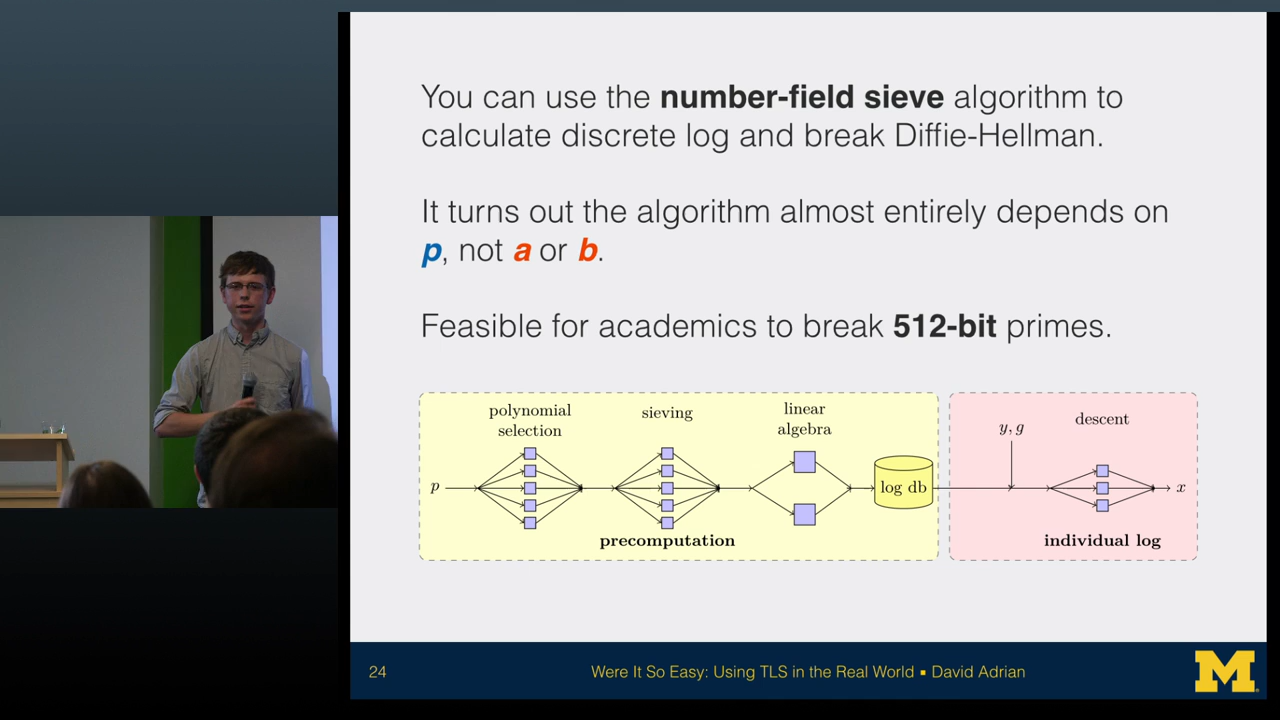 You can use the number-field sieve algorithm to
calculate discrete log and break Diffie-Hellman.
It turns out the algorithm almost entirely depends on
p, not a or b.
Feasible for academics to break 512-bit primes.
polynomial
selection
sieving
linear
algebra
y, g
descent
p
log db
x
precomputation
individual log
24
Were It So Easy: Using TLS in the Real World ▪ David Adrian
M